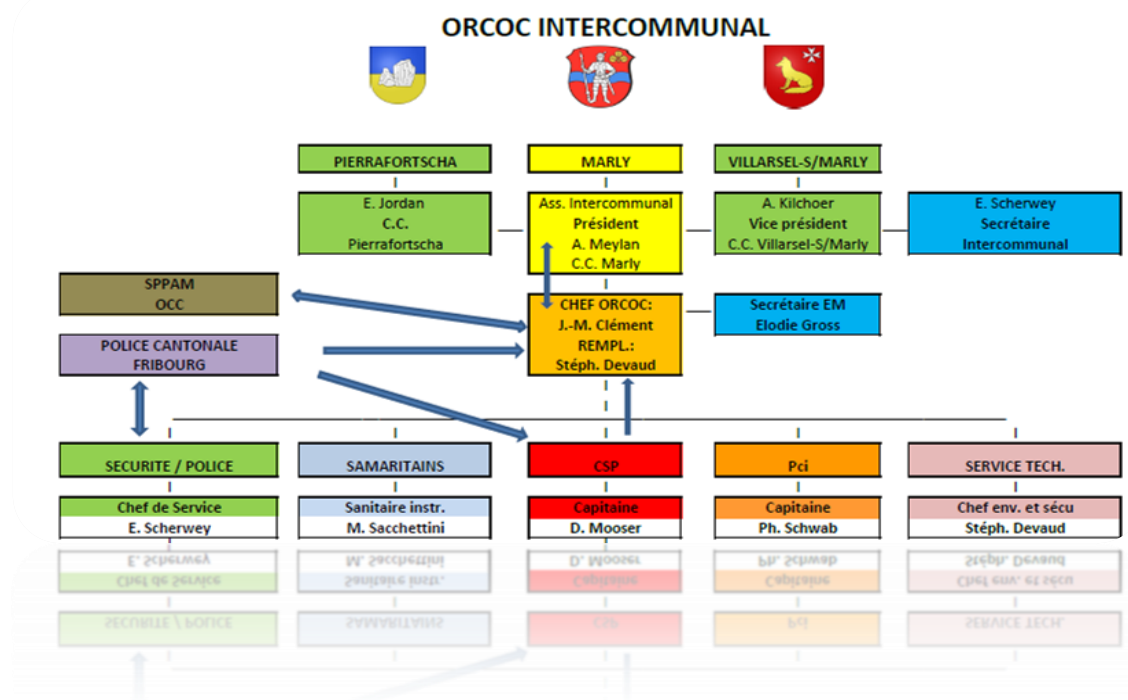 ORCOC INTERCOMMUNAL
PIERRAFORTSCHA
MARLY
VILLARSEL-S/MARLY
E. Jordan
C.C.
Pierrafortscha
Ass. Intercommunal
Président
A. Meylan
C.C. Marly
A. Kilchoer
Vice président
C.C. Villarsel-S/Marly
E. Scherwey
Secrétaire
Intercommunal
SPPAM
OCC
CHEF ORCOC:
J.-M. Clément
REMPL.:
Stéph. Devaud
Secrétaire EM
Elodie Gross
POLICE CANTONALE
FRIBOURG
SECURITE / POLICE
SAMARITAINS
CSP
Pci
SERVICE TECH.
Chef de Service
E. Scherwey
Sanitaire instr.
M. Sacchettini
Capitaine
D. Mooser
Capitaine
Ph. Schwab
Chef env. et sécu
Stéph. Devaud